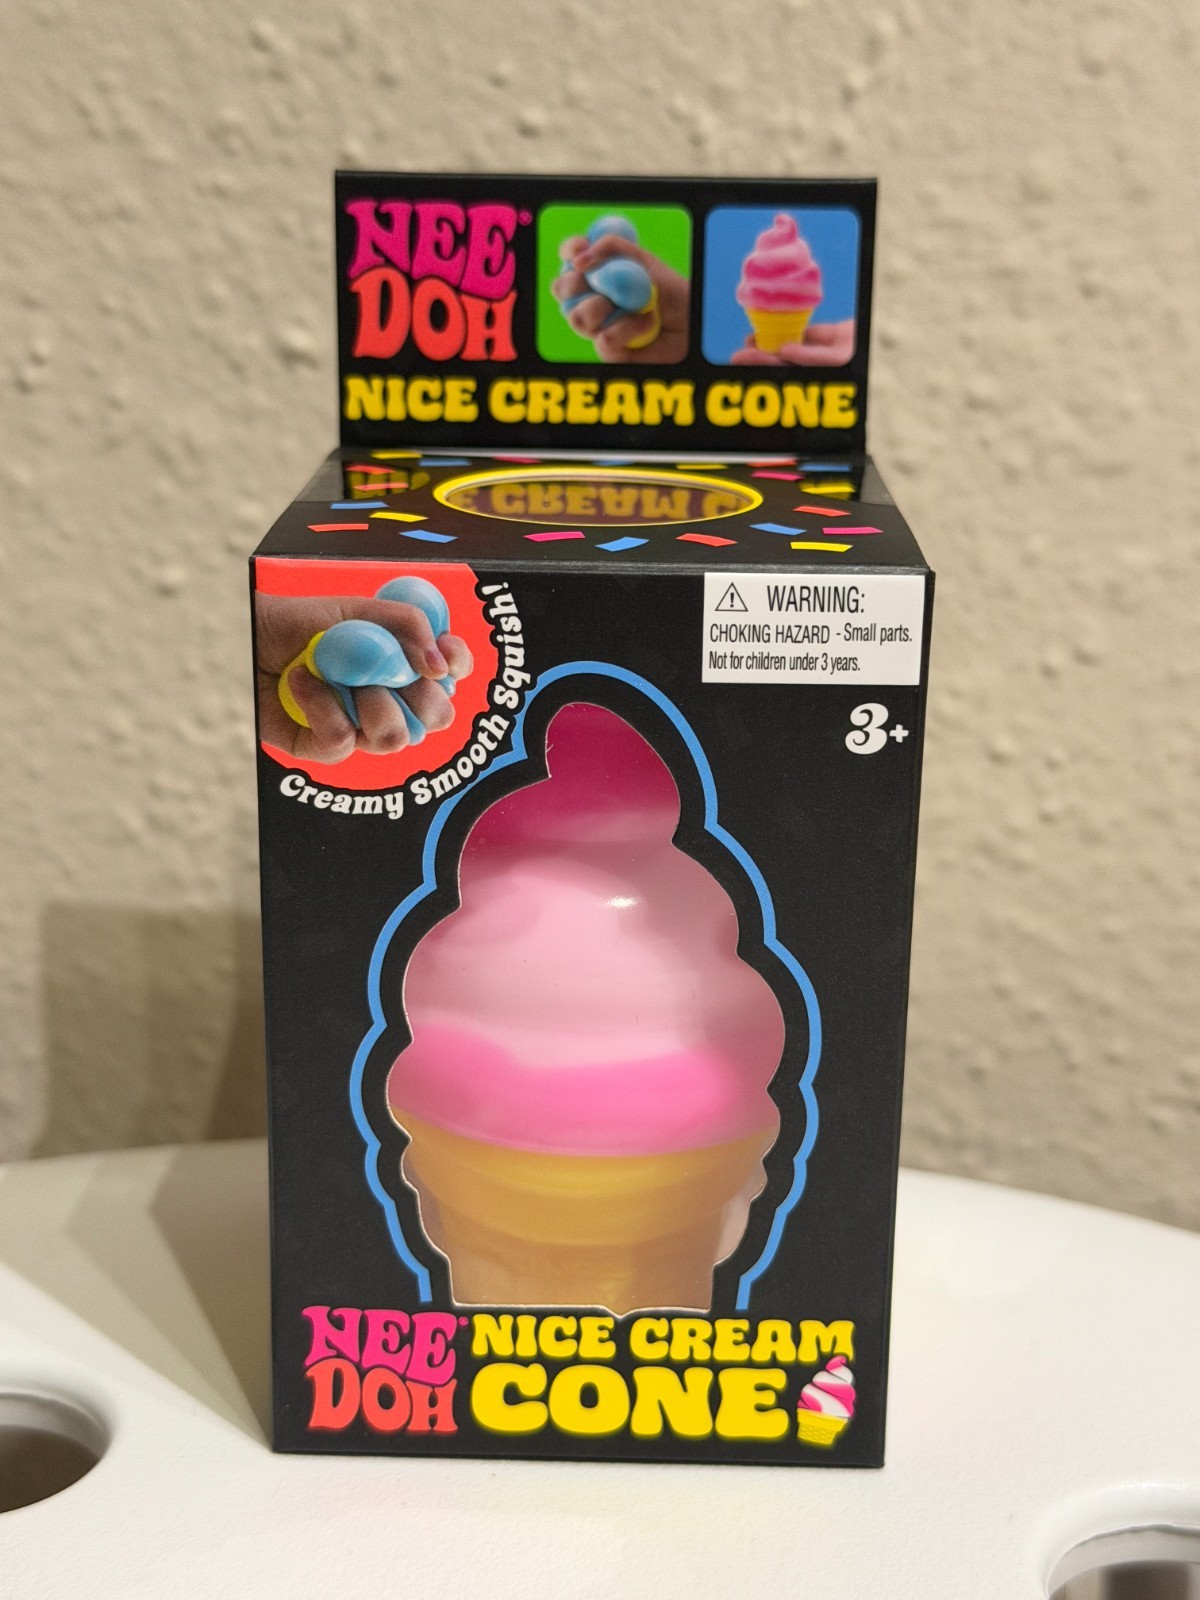 NEE®
DOH
NICE CREAM CONE
CREAM C
Creamy Smooth Squish!
WARNING:
CHOKING HAZARD - Small parts.
Not for children under 3 years.
3+
NEE®
DOH
NICE CREAM
CONE